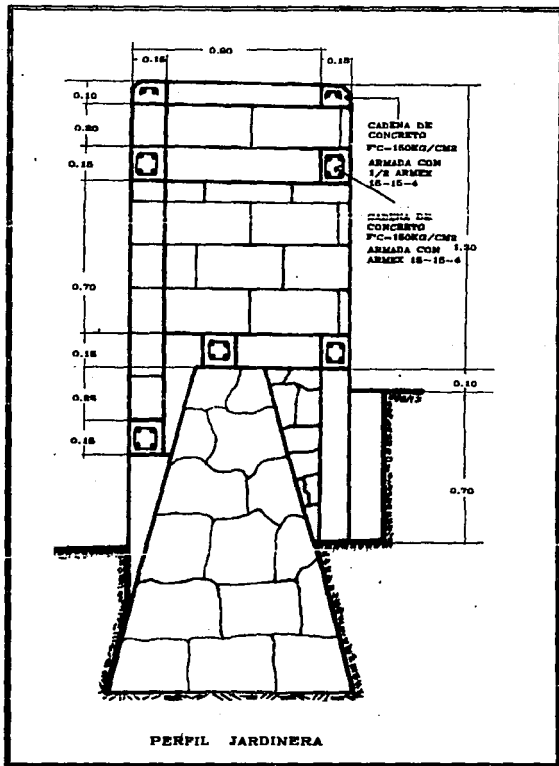 0.90
0.15
0.15
0.10
0.20
0.15
0.70
0.15
0.25
0.15
CADENA DE
CONCRETO
F'C-150KG/CM2
ARMADA CON
1/2 ARMEX
15-15-4
CADENA DE
CONCRETO
F'C-150KG/CM2
ARMADA CON
ARMEX 15-15-4
0.10
0.70
PERFIL JARDINERA